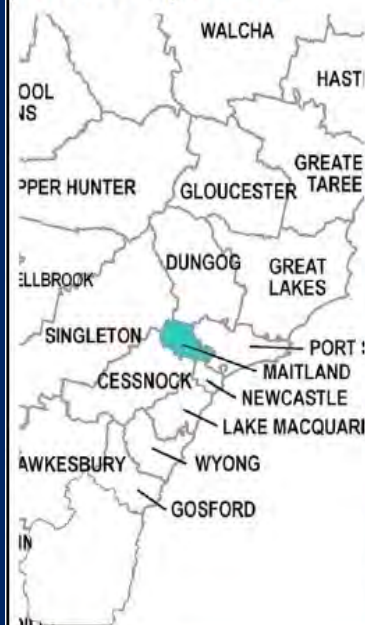 WALCHA
HAST
OOL
NS
GREATE
TAREE
PPER HUNTER
GLOUCESTER
DUNGOG
GREAT
LAKES
ELLBROOK
SINGLETON
PORT S
MAITLAND
CESSNOCK
NEWCASTLE
LAKE MACQUARI
AWKESBURY
WYONG
GOSFORD
IN